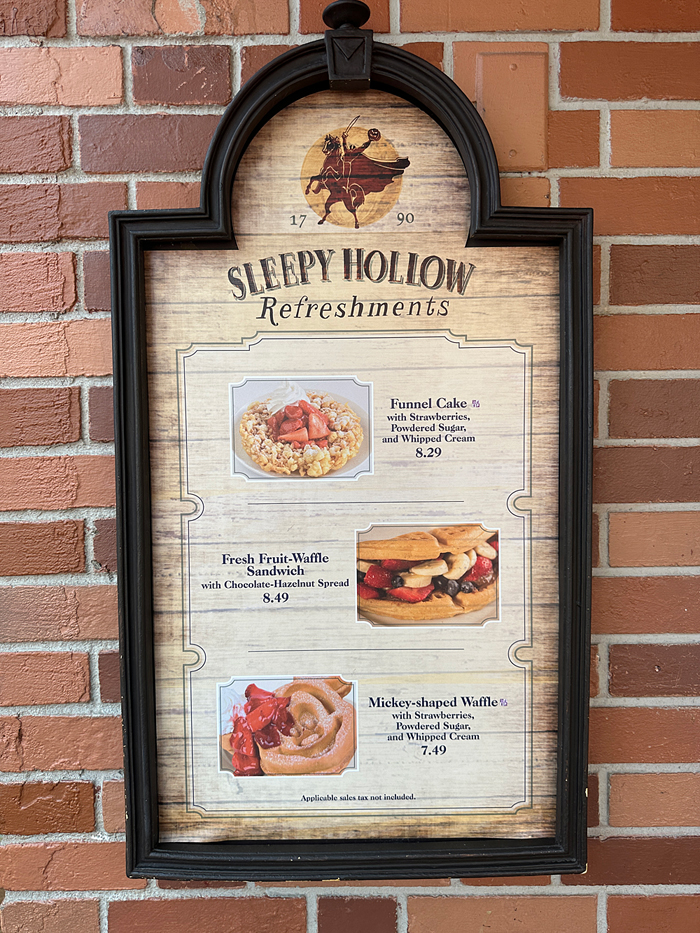 17 90
SLEEPY HOLLOW
Refreshments
Funnel Cake
with Strawberries,
Powdered Sugar,
and Whipped Cream
8.29
Fresh Fruit-Waffle
Sandwich
with Chocolate-Hazelnut Spread
8.49
Mickey-shaped Waffle
with Strawberries,
Powdered Sugar,
and Whipped Cream
7.49
Applicable sales tax not included.